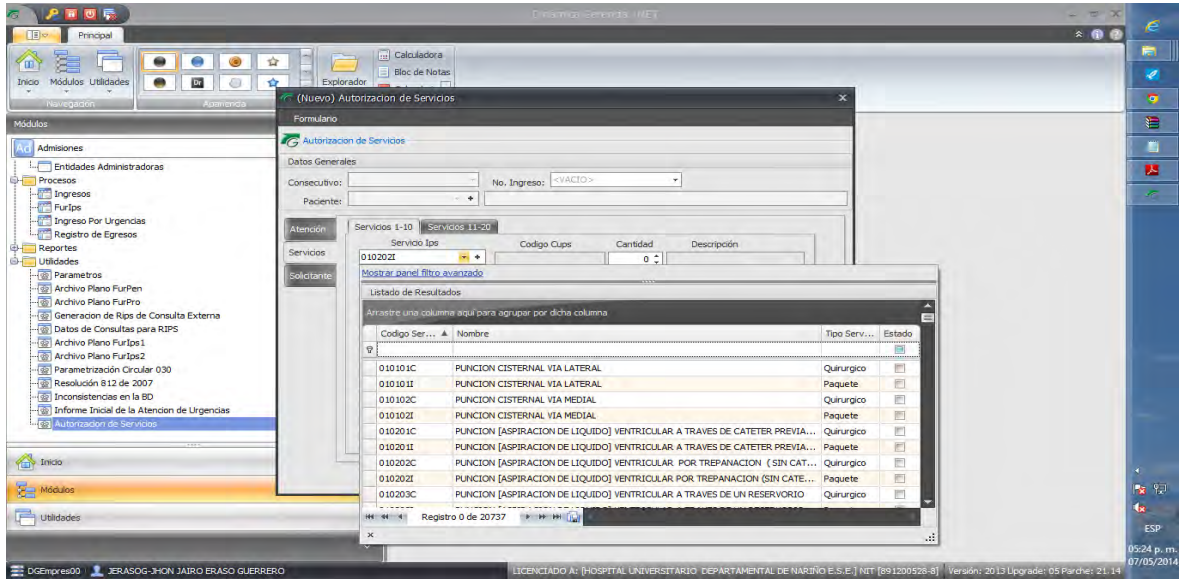 Dinamica Gerencial .NET
Principal
Inicio
Módulos
Utilidades
Navegación
Dr
Apariencia
Explorador
Calculadora
Bloc de Notas
Módulos
Ad Admisiones
Entidades Administradoras
Procesos
Ingresos
FurIps
Ingreso Por Urgencias
Registro de Egresos
Reportes
Utilidades
Parametros
Archivo Plano FurPen
Archivo Plano FurPro
Generacion de Rips de Consulta Externa
Datos de Consultas para RIPS
Archivo Plano FurIps1
Archivo Plano FurIps2
Parametrización Circular 030
Resolución 812 de 2007
Inconsistencias en la BD
Informe Inicial de la Atencion de Urgencias
Autorizacion de Servicios
Inicio
Módulos
Utilidades
(Nuevo) Autorizacion de Servicios
Formulario
Autorizacion de Servicios
Datos Generales
Consecutivo:
No. Ingreso: <VACIO>
Paciente:
Atención
Servicios
Solicitante
Servicios 1-10 Servicios 11-20
Servicio Ips Codigo Cups Cantidad Descripción
010202I 0
Mostrar panel filtro avanzado
Listado de Resultados
Arrastre una columna aquí para agrupar por dicha columna
Codigo Ser... Nombre Tipo Serv... Estado
010101C PUNCION CISTERNAL VIA LATERAL Quirurgico
010101I PUNCION CISTERNAL VIA LATERAL Paquete
010102C PUNCION CISTERNAL VIA MEDIAL Quirurgico
010102I PUNCION CISTERNAL VIA MEDIAL Paquete
010201C PUNCION [ASPIRACION DE LIQUIDO] VENTRICULAR A TRAVES DE CATETER PREVIA... Quirurgico
010201I PUNCION [ASPIRACION DE LIQUIDO] VENTRICULAR A TRAVES DE CATETER PREVIA... Paquete
010202C PUNCION [ASPIRACION DE LIQUIDO] VENTRICULAR POR TREPANACION ( SIN CAT... Quirurgico
010202I PUNCION [ASPIRACION DE LIQUIDO] VENTRICULAR POR TREPANACION (SIN CATE... Paquete
010203C PUNCION [ASPIRACION DE LIQUIDO] VENTRICULAR A TRAVES DE UN RESERVORIO Quirurgico
Registro 0 de 20737
ESP
05:24 p. m.
07/05/2014
DGEmpres00 JERASOG-JHON JAIRO ERASO GUERRERO
LICENCIADO A: [HOSPITAL UNIVERSITARIO DEPARTAMENTAL DE NARIÑO E.S.E.] NIT [891200528-8] Versión: 2013 Upgrade: 05 Parche: 21.14